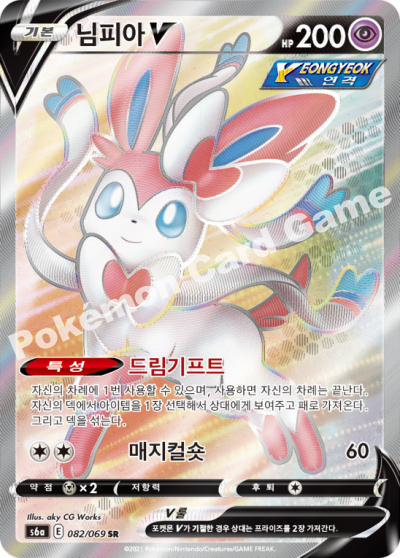 기본 님피아 V HP 200
YEONGYEOK
연격
Pokémon Card Game
특성 드림기프트
자신의 차례에 1번 사용할 수 있으며, 사용하면 자신의 차례는 끝난다.
자신의 덱에서 아이템을 1장 선택해서 상대에게 보여주고 패로 가져온다.
그리고 덱을 섞는다.
매지컬숏 60
약점 ×2 저항력 후퇴
Illus. aky CG Works
V 룰
s6a E 082/069 SR
포켓몬 V가 기절한 경우 상대는 프라이즈를 2장 가져간다.
©2021 Pokémon/Nintendo/Creatures/GAME FREAK.